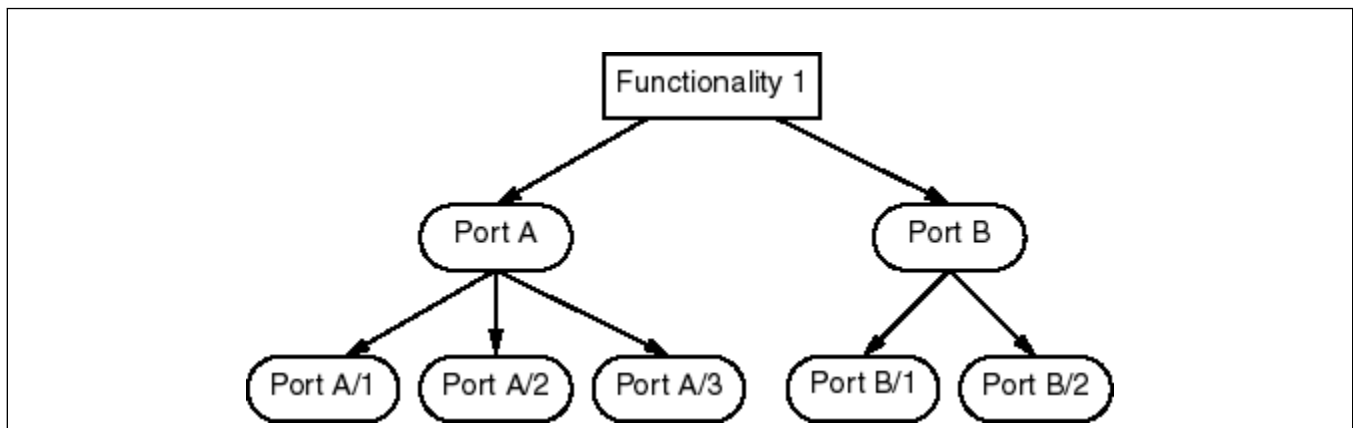 Functionality 1
Port A
Port B
Port A/1
Port A/2
Port A/3
Port B/1
Port B/2